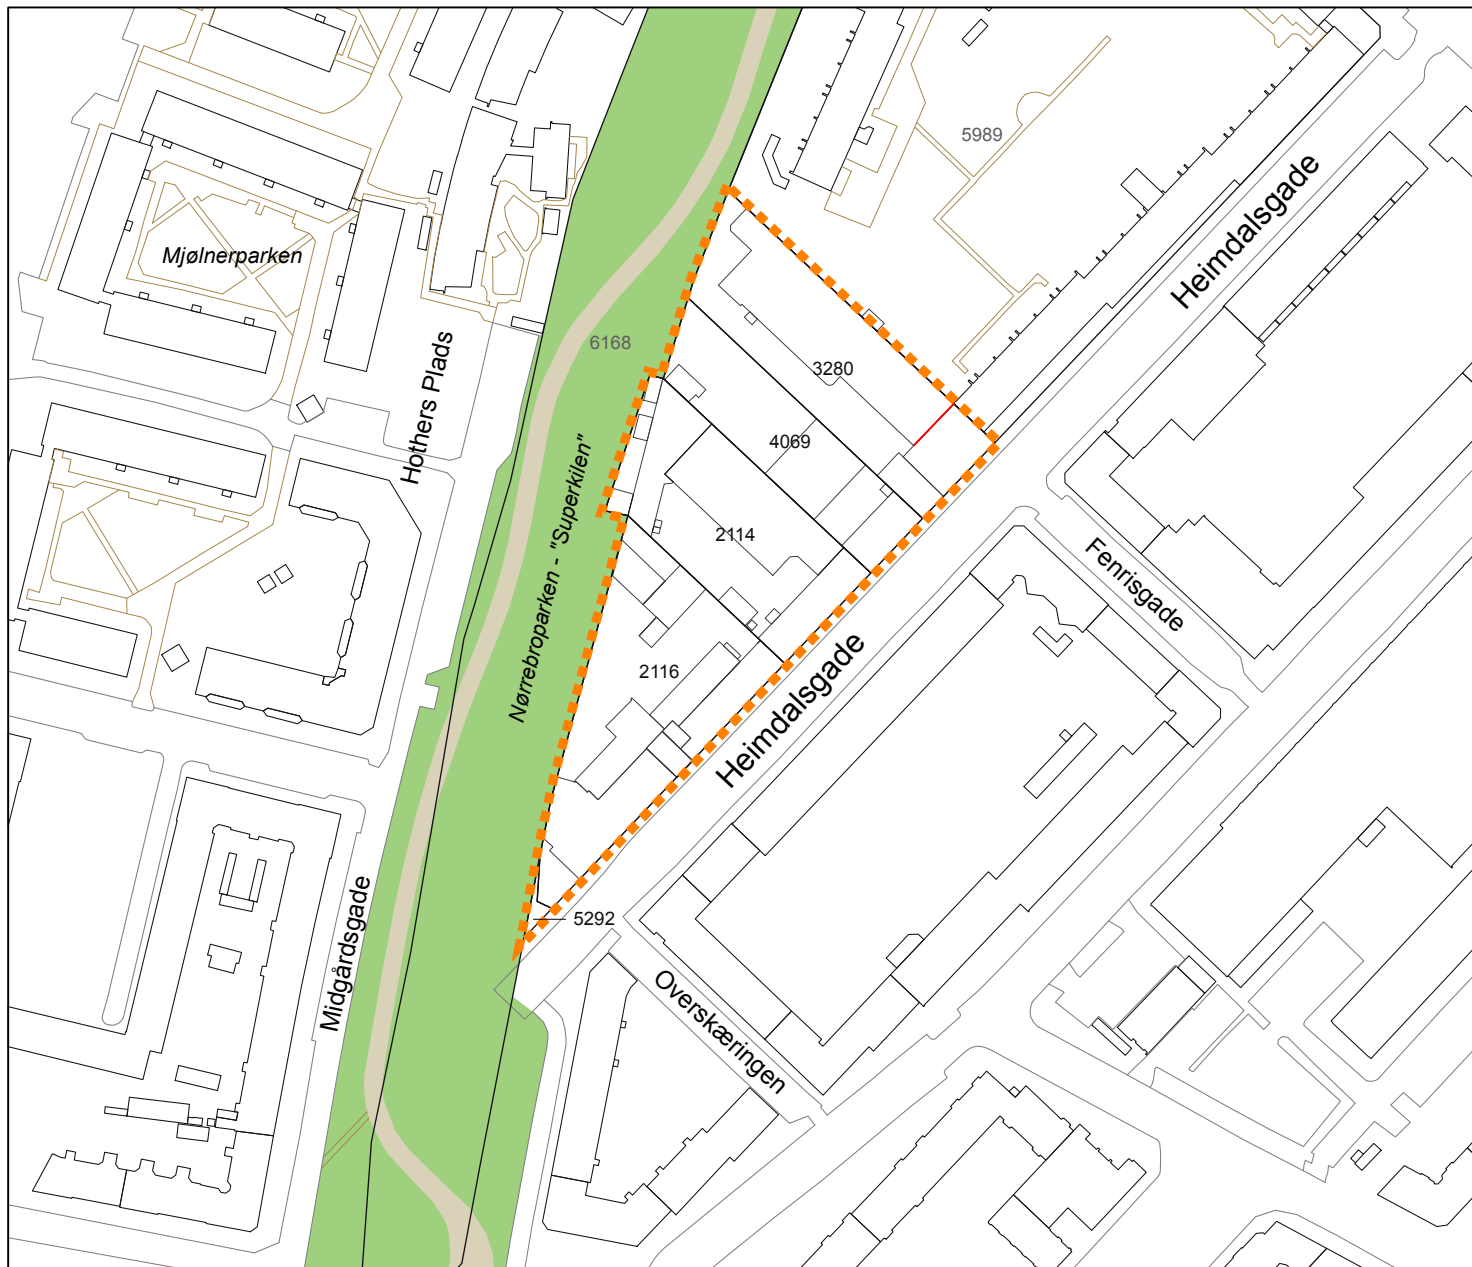 5989
Heimdalsgade
Mjølnerparken
6168
3280
Hothers Plads
4069
Nørrebroparken - "Superkilen"
2114
Fenrisgade
2116
Heimdalsgade
5292
Midgårdsgade
Overskæringen